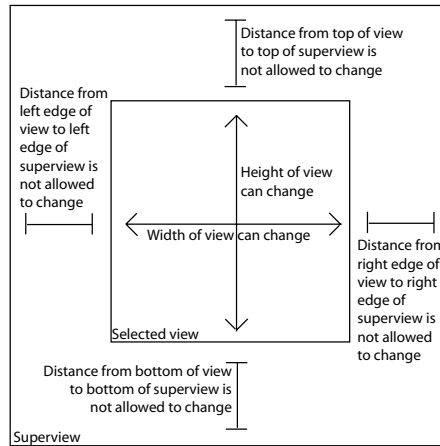 Distance from top of view
to top of superview is
not allowed to change
Distance from
left edge of
view to left
edge of
superview is
not allowed
to change
Height of view
can change
Width of view can change
Distance from
right edge of
view to right
edge of
superview is
not allowed
to change
Selected view
Distance from bottom of view
to bottom of superview is
not allowed to change
Superview